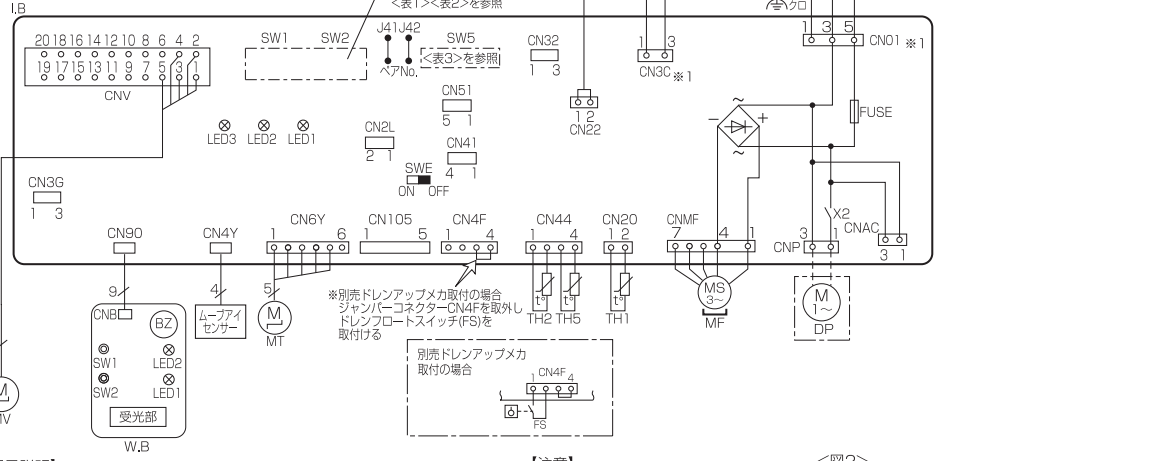 I.B
<表1><表2>を参照
クロ
20 18 16 14 12 10 8 6 4 2
19 17 15 13 11 9 7 5 3 1
CNV
SW1 SW2
J41 J42
ペアNo.
SW5
<表3>を参照
CN32
1 3
1 3
CN3C ※1
1 3 5
CN01 ※1
CN51
5 1
1 2
CN22
LED3 LED2 LED1
CN2L
2 1
CN41
4 1
SWE
ON OFF
~
− +
~
FUSE
CN3G
1 3
CN90
CN4Y
CN6Y
1 6
CN105
1 5
CN4F
1 4
CN44
1 4
CN20
1 2
CNMF
7 4 1
CNP
3 1
X2
CNAC
3 1
9
CNB
BZ
SW1 LED2
SW2 LED1
受光部
W.B
4
ムーブアイ
センサー
5
M
MT
※別売ドレンアップメカ取付の場合
ジャンパーコネクターCN4Fを取外し
ドレンフロートスイッチ(FS)を
取付ける
t° t° t°
TH2 TH5 TH1
MS
3~
MF
M
1~
DP
別売ドレンアップメカ
取付の場合
CN4F
1 4
FS
M
【注意】
<図2>